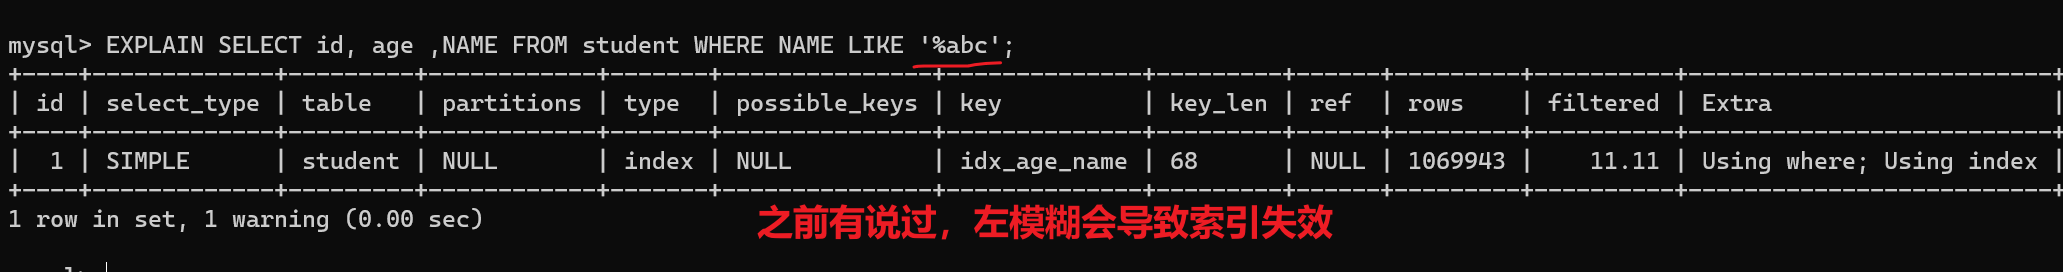 mysql> EXPLAIN SELECT id, age ,NAME FROM student WHERE NAME LIKE '%abc';
+----+-------------+---------+------------+-------+---------------+--------------+---------+------+---------+----------+--------------------------+
| id | select_type | table   | partitions | type  | possible_keys | key          | key_len | ref  | rows    | filtered | Extra                    |
+----+-------------+---------+------------+-------+---------------+--------------+---------+------+---------+----------+--------------------------+
|  1 | SIMPLE      | student | NULL       | index | NULL          | idx_age_name | 68      | NULL | 1069943 |    11.11 | Using where; Using index |
+----+-------------+---------+------------+-------+---------------+--------------+---------+------+---------+----------+--------------------------+
1 row in set, 1 warning (0.00 sec)
之前有说过，左模糊会导致索引失效